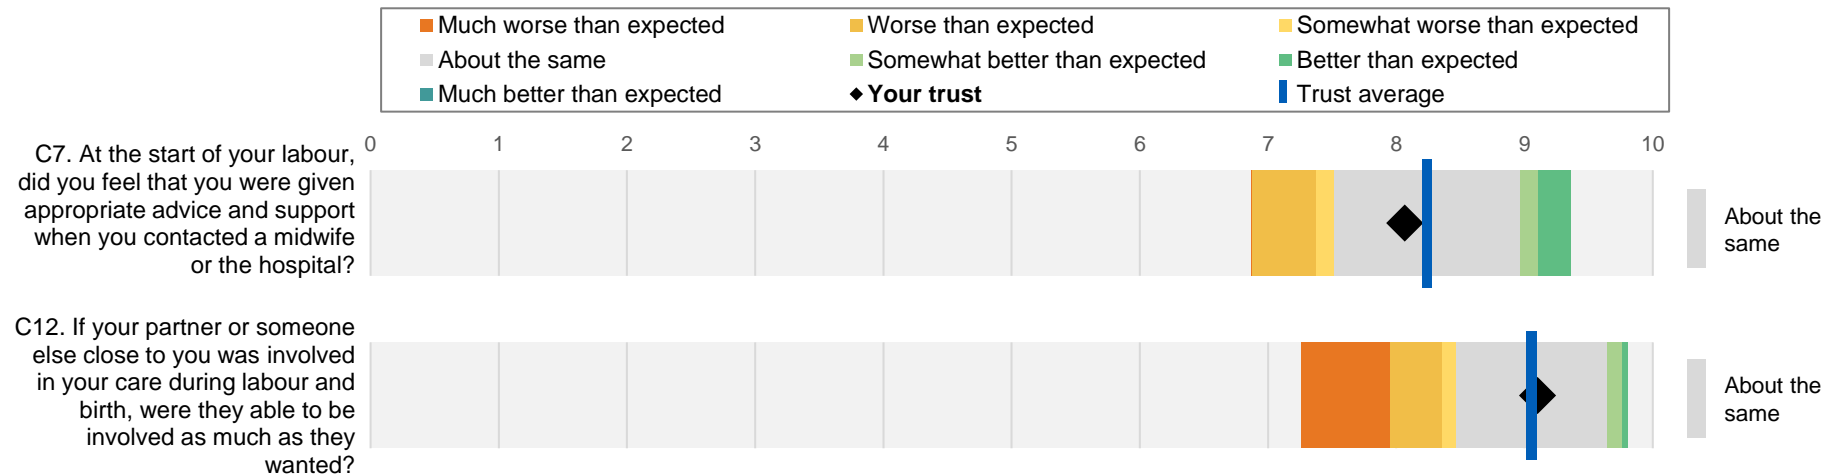 Much worse than expected
Worse than expected
Somewhat worse than expected
About the same
Somewhat better than expected
Better than expected
Much better than expected
Your trust
Trust average
0 1 2 3 4 5 6 7 8 9 10
C7. At the start of your labour,
did you feel that you were given
appropriate advice and support
when you contacted a midwife
or the hospital?
About the
same
C12. If your partner or someone
else close to you was involved
in your care during labour and
birth, were they able to be
involved as much as they
wanted?
About the
same